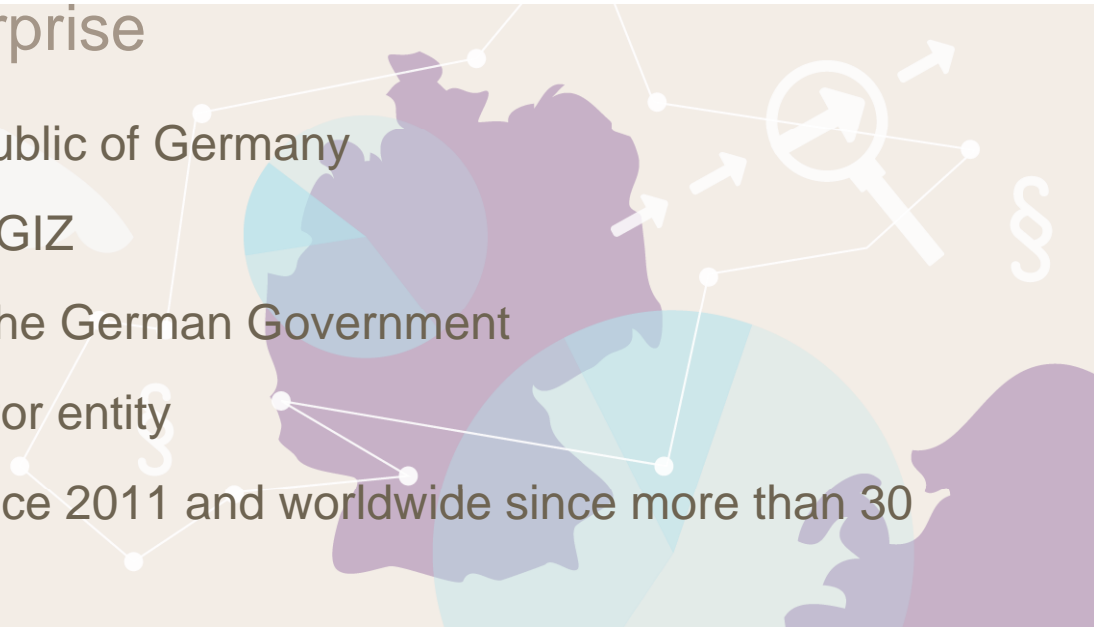 rprise
ublic of Germany
GIZ
he German Government
or entity
ce 2011 and worldwide since more than 30
§
§